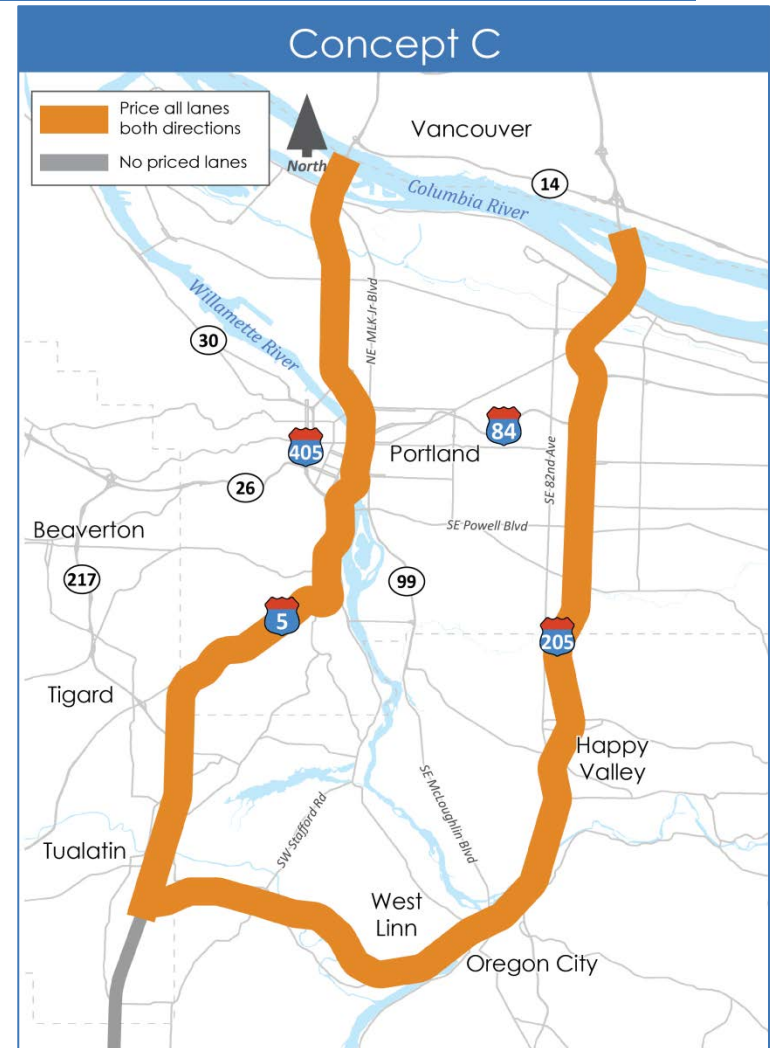 Concept C
Price all lanes
both directions
No priced lanes
North
Vancouver
14
Columbia River
Willamette River
NE MLK Jr Blvd
30
405
84
Portland
SE 82nd Ave
26
SE Powell Blvd
Beaverton
217
99
5
205
Tigard
Happy
Valley
SE McLoughlin Blvd
SW Stafford Rd
Tualatin
West
Linn
Oregon City